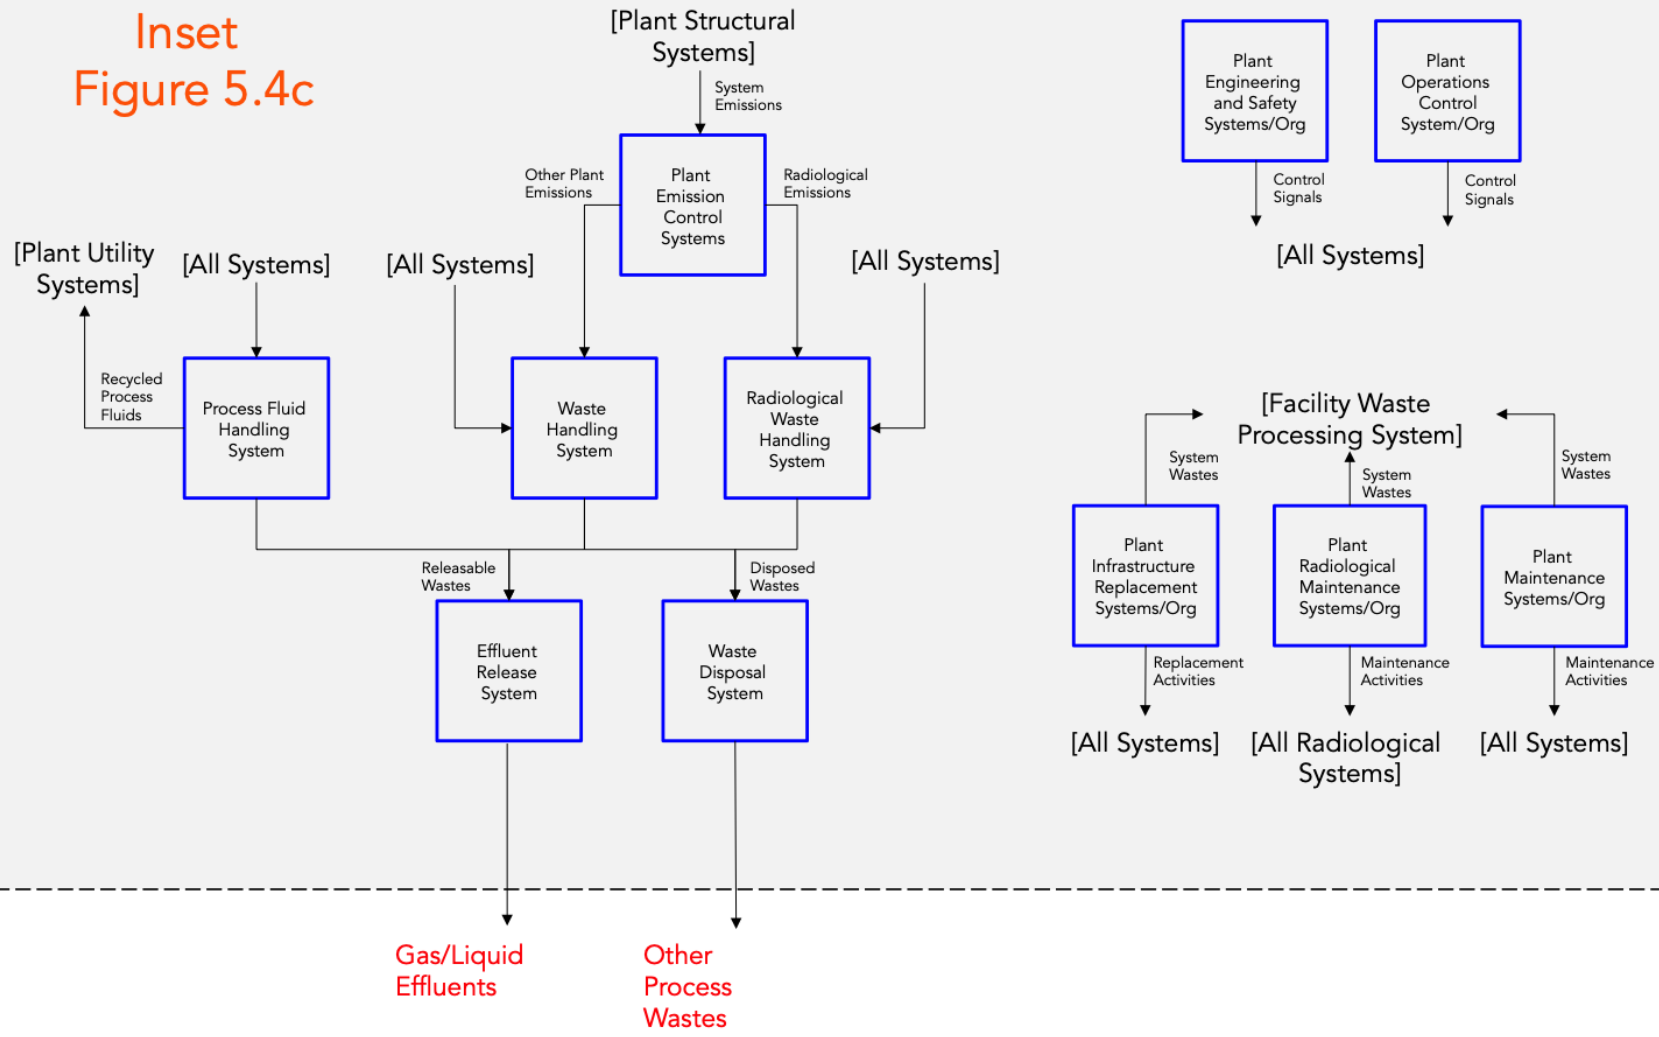 Inset
Figure 5.4c
[Plant Structural
Systems]
System
Emissions
Plant
Engineering
and Safety
Systems/Org
Plant
Operations
Control
System/Org
Other Plant
Emissions
Plant
Emission
Control
Systems
Radiological
Emissions
Control
Signals
Control
Signals
[Plant Utility
Systems]
[All Systems]
[All Systems]
[All Systems]
[All Systems]
Recycled
Process
Fluids
Process Fluid
Handling
System
Waste
Handling
System
Radiological
Waste
Handling
System
[Facility Waste
Processing System]
System
Wastes
System
Wastes
System
Wastes
Releasable
Wastes
Disposed
Wastes
Plant
Infrastructure
Replacement
Systems/Org
Plant
Radiological
Maintenance
Systems/Org
Plant
Maintenance
Systems/Org
Effluent
Release
System
Waste
Disposal
System
Replacement
Activities
Maintenance
Activities
Maintenance
Activities
[All Systems]
[All Radiological
Systems]
[All Systems]
Gas/Liquid
Effluents
Other
Process
Wastes